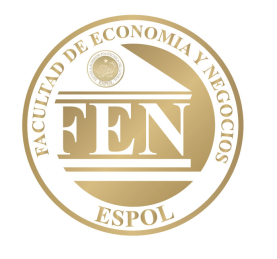 FACULTAD DE ECONOMIA Y NEGOCIOS
FEN
ESPOL